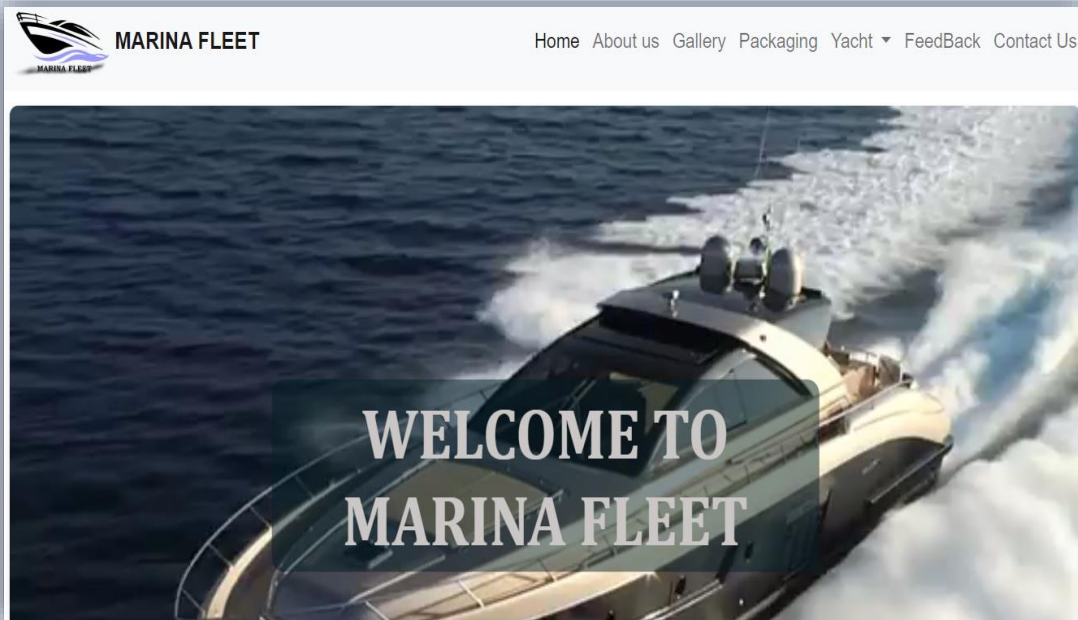 MARINA FLEET
MARINA FLEET
Home About us Gallery Packaging Yacht FeedBack Contact Us
WELCOME TO
MARINA FLEET